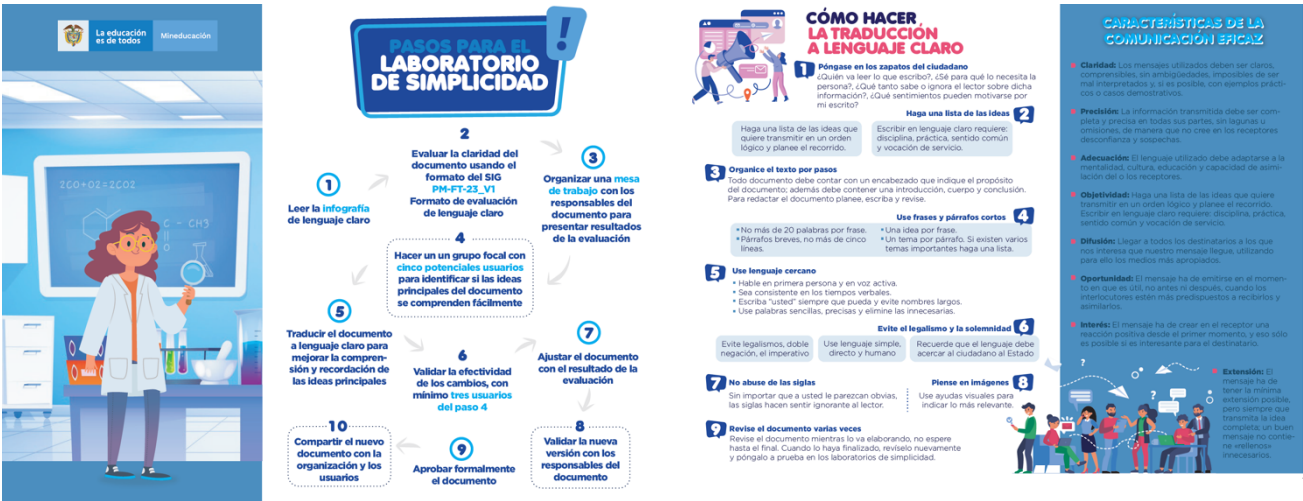 La educación
es de todos
Mineducación
2CO+O2=2CO2
C - CH3
H
O
PASOS PARA EL
LABORATORIO
DE SIMPLICIDAD
!
1
Leer la infografía
de lenguaje claro
2
Evaluar la claridad del
documento usando el
formato del SIG
PM-FT-23_V1
Formato de evaluación
de lenguaje claro
3
Organizar una mesa
de trabajo con los
responsables del
documento para
presentar resultados
de la evaluación
4
Hacer un un grupo focal con
cinco potenciales usuarios
para identificar si las ideas
principales del documento
se comprenden fácilmente
5
Traducir el documento
a lenguaje claro para
mejorar la compren-
sión y recordación de
las ideas principales
6
Validar la efectividad
de los cambios, con
mínimo tres usuarios
del paso 4
7
Ajustar el documento
con el resultado de la
evaluación
8
Validar la nueva
versión con los
responsables del
documento
9
Aprobar formalmente
el documento
10
Compartir el nuevo
documento con la
organización y los
usuarios
CÓMO HACER
LA TRADUCCIÓN
A LENGUAJE CLARO
1 Póngase en los zapatos del ciudadano
¿Quién va leer lo que escribo?, ¿Sé para qué lo necesita la
persona?, ¿Qué tanto sabe o ignora el lector sobre dicha
información?, ¿Qué sentimientos pueden motivarse por
mi escrito?
Haga una lista de las ideas 2
Haga una lista de las ideas que
quiere transmitir en un orden
lógico y planee el recorrido.
Escribir en lenguaje claro requiere:
disciplina, práctica, sentido común
y vocación de servicio.
3 Organice el texto por pasos
Todo documento debe contar con un encabezado que indique el propósito
del documento; además debe contener una introducción, cuerpo y conclusión.
Para redactar el documento planee, escriba y revise.
Use frases y párrafos cortos 4
• No más de 20 palabras por frase.
• Párrafos breves, no más de cinco
líneas.
• Una idea por frase.
• Un tema por párrafo. Si existen varios
temas importantes haga una lista.
5 Use lenguaje cercano
• Hable en primera persona y en voz activa.
• Sea consistente en los tiempos verbales.
• Escriba “usted” siempre que pueda y evite nombres largos.
• Use palabras sencillas, precisas y elimine las innecesarias.
Evite el legalismo y la solemnidad 6
Evite legalismos, doble
negación, el imperativo
Use lenguaje simple,
directo y humano
Recuerde que el lenguaje debe
acercar al ciudadano al Estado
7 No abuse de las siglas
Sin importar que a usted le parezcan obvias,
las siglas hacen sentir ignorante al lector.
Piense en imágenes 8
Use ayudas visuales para
indicar lo más relevante.
9 Revise el documento varias veces
Revise el documento mientras lo va elaborando, no espere
hasta el final. Cuando lo haya finalizado, revíselo nuevamente
y póngalo a prueba en los laboratorios de simplicidad.
CARACTERÍSTICAS DE LA
COMUNICACIÓN EFICAZ
Claridad: Los mensajes utilizados deben ser claros,
comprensibles, sin ambigüedades, imposibles de ser
mal interpretados y, si es posible, con ejemplos prácti-
cos o casos demostrativos.
Precisión: La información transmitida debe ser com-
pleta y precisa en todas sus partes, sin lagunas u
omisiones, de manera que no cree en los receptores
desconfianza y sospechas.
Adecuación: El lenguaje utilizado debe adaptarse a la
mentalidad, cultura, educación y capacidad de asimi-
lación del o los receptores.
Objetividad: Haga una lista de las ideas que quiere
transmitir en un orden lógico y planee el recorrido.
Escribir en lenguaje claro requiere: disciplina, práctica,
sentido común y vocación de servicio.
Difusión: Llegar a todos los destinatarios a los que
nos interesa que nuestro mensaje llegue, utilizando
para ello los medios más apropiados.
Oportunidad: El mensaje ha de emitirse en el momen-
to en que es útil, no antes ni después, cuando los
interlocutores estén más predispuestos a recibirlos y
asimilarlos.
Interés: El mensaje ha de crear en el receptor una
reacción positiva desde el primer momento, y eso sólo
es posible si es interesante para el destinatario.
Extensión: El
mensaje ha de
tener la mínima
extensión posible,
pero siempre que
transmita la idea
completa; un buen
mensaje no contie-
ne «rellenos»
innecesarios.
?
?